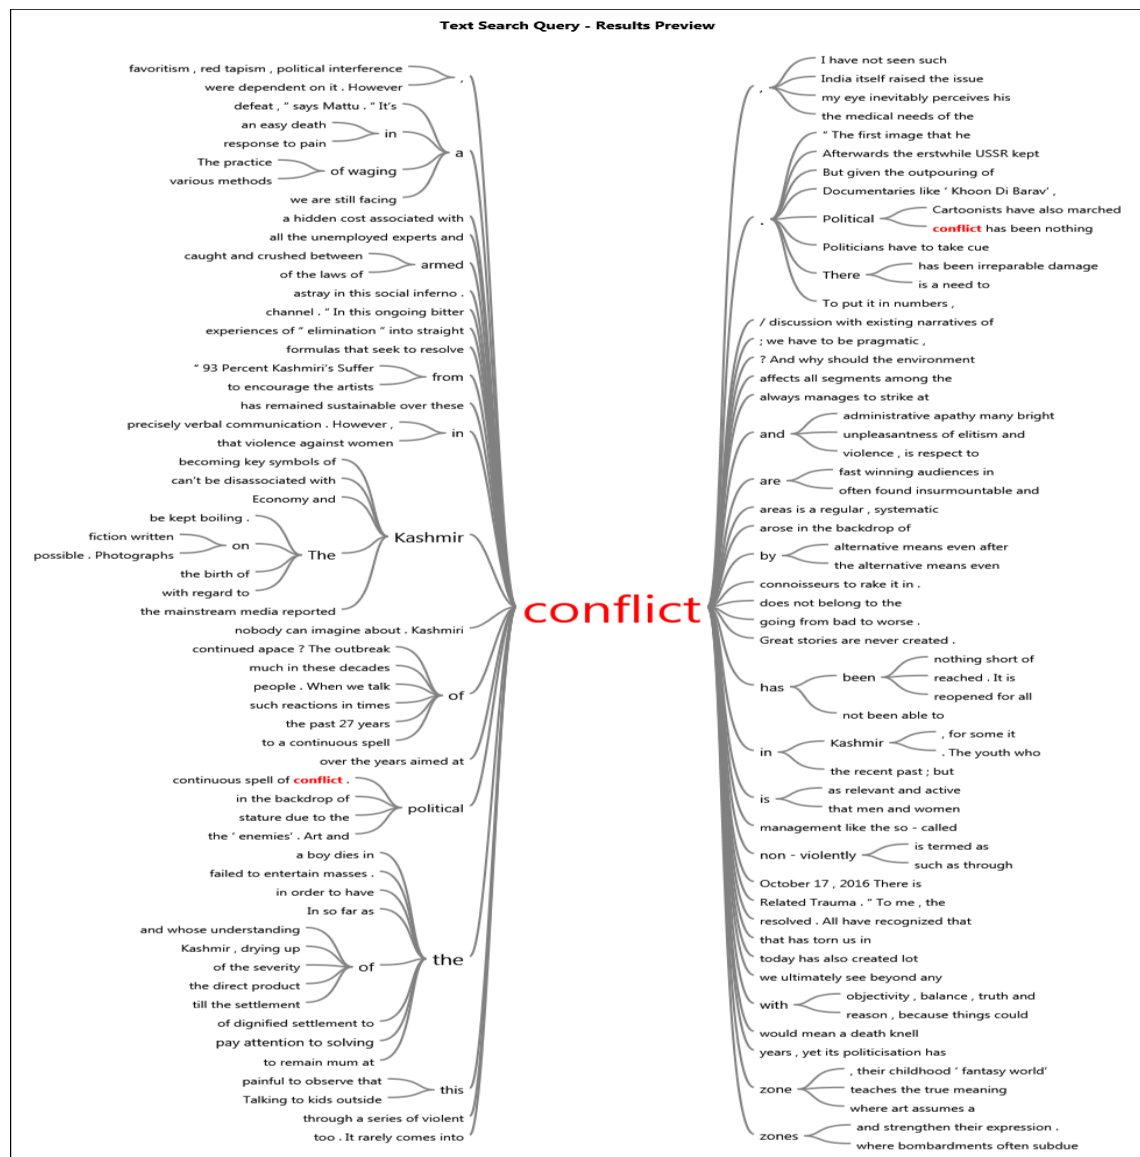 Text Search Query - Results Preview
favoritism , red tapism , political interference
were dependent on it . However
,
defeat , " says Mattu . " It's
an easy death
response to pain
in
The practice
various methods
of waging
we are still facing
a
a hidden cost associated with
all the unemployed experts and
caught and crushed between
of the laws of
armed
astray in this social inferno .
channel . " In this ongoing bitter
experiences of " elimination " into straight
formulas that seek to resolve
" 93 Percent Kashmiri's Suffer
to encourage the artists
from
has remained sustainable over these
precisely verbal communication . However ,
that violence against women
in
becoming key symbols of
can't be disassociated with
Economy and
be kept boiling .
fiction written
possible . Photographs
on
the birth of
with regard to
The
the mainstream media reported
Kashmir
nobody can imagine about . Kashmiri
continued apace ? The outbreak
much in these decades
people . When we talk
such reactions in times
the past 27 years
to a continuous spell
of
over the years aimed at
continuous spell of conflict .
in the backdrop of
stature due to the
the ' enemies' . Art and
political
a boy dies in
failed to entertain masses .
in order to have
In so far as
and whose understanding
Kashmir , drying up
of the severity
the direct product
till the settlement
of
of dignified settlement to
pay attention to solving
to remain mum at
the
painful to observe that
Talking to kids outside
this
through a series of violent
too . It rarely comes into
conflict
,
I have not seen such
India itself raised the issue
my eye inevitably perceives his
the medical needs of the
.
" The first image that he
Afterwards the erstwhile USSR kept
But given the outpouring of
Documentaries like ' Khoon Di Barav' ,
Political
Cartoonists have also marched
conflict has been nothing
Politicians have to take cue
There
has been irreparable damage
is a need to
To put it in numbers ,
/ discussion with existing narratives of
; we have to be pragmatic ,
? And why should the environment
affects all segments among the
always manages to strike at
and
administrative apathy many bright
unpleasantness of elitism and
violence , is respect to
are
fast winning audiences in
often found insurmountable and
areas is a regular , systematic
arose in the backdrop of
by
alternative means even after
the alternative means even
connoisseurs to rake it in .
does not belong to the
going from bad to worse .
Great stories are never created .
has
been
nothing short of
reached . It is
reopened for all
not been able to
in
Kashmir
, for some it
. The youth who
the recent past ; but
is
as relevant and active
that men and women
management like the so - called
non - violently
is termed as
such as through
October 17 , 2016 There is
Related Trauma . " To me , the
resolved . All have recognized that
that has torn us in
today has also created lot
we ultimately see beyond any
with
objectivity , balance , truth and
reason , because things could
would mean a death knell
years , yet its politicisation has
zone
, their childhood ' fantasy world'
teaches the true meaning
where art assumes a
zones
and strengthen their expression .
where bombardments often subdue